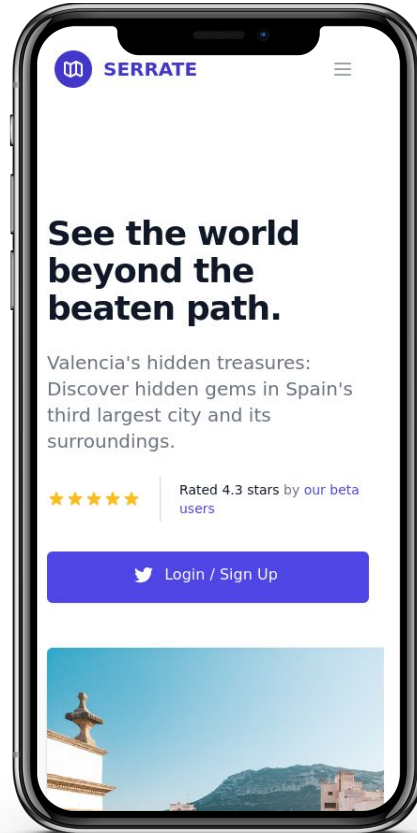 SERRATE
See the world
beyond the
beaten path.
Valencia's hidden treasures:
Discover hidden gems in Spain's
third largest city and its
surroundings.
Rated 4.3 stars by our beta
users
Login / Sign Up